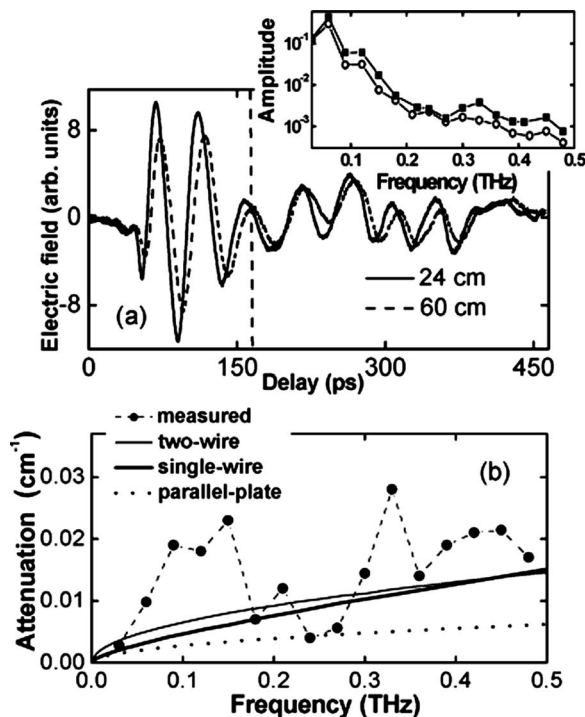 Amplitude
10⁻¹
10⁻²
10⁻³
0.1 0.2 0.3 0.4 0.5
Frequency (THz)
Electric field (arb. units)
8
0
-8
(a)
24 cm
60 cm
0 150 300 450
Delay (ps)
measured
two-wire
single-wire
parallel-plate
(b)
Attenuation (cm⁻¹)
0.03
0.02
0.01
0.00
0.0 0.1 0.2 0.3 0.4 0.5
Frequency (THz)